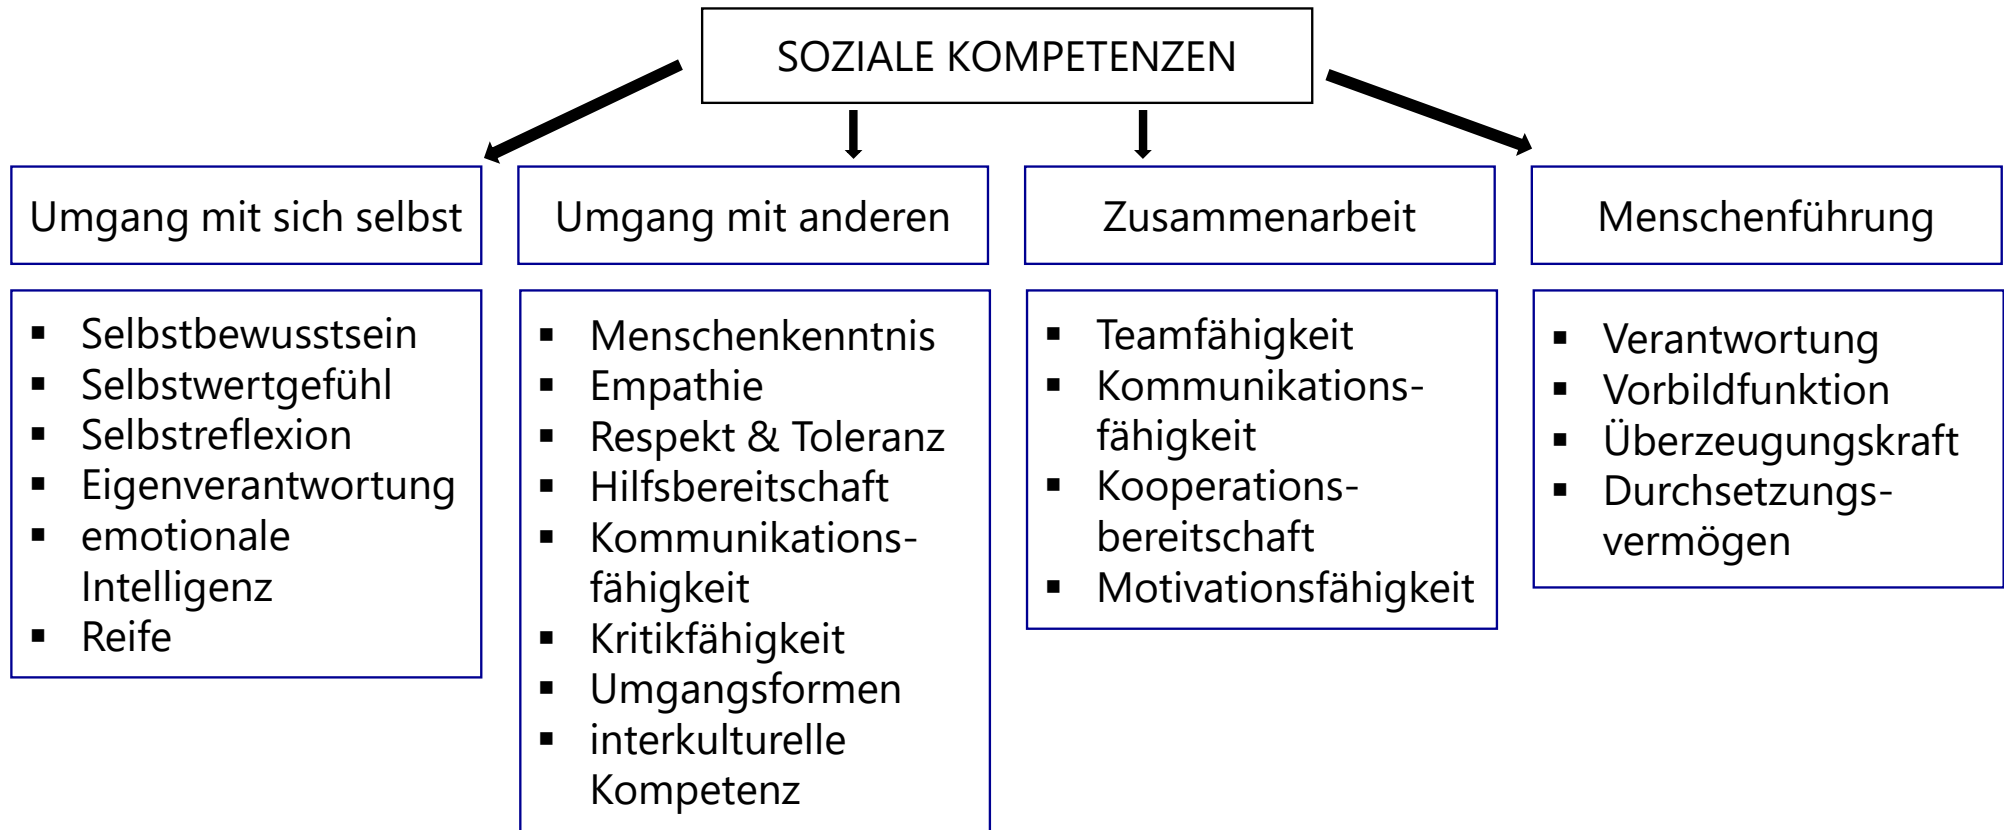 SOZIALE KOMPETENZEN
Umgang mit sich selbst
▪ Selbstbewusstsein
▪ Selbstwertgefühl
▪ Selbstreflexion
▪ Eigenverantwortung
▪ emotionale
Intelligenz
▪ Reife
Umgang mit anderen
▪ Menschenkenntnis
▪ Empathie
▪ Respekt & Toleranz
▪ Hilfsbereitschaft
▪ Kommunikations-
fähigkeit
▪ Kritikfähigkeit
▪ Umgangsformen
▪ interkulturelle
Kompetenz
Zusammenarbeit
▪ Teamfähigkeit
▪ Kommunikations-
fähigkeit
▪ Kooperations-
bereitschaft
▪ Motivationsfähigkeit
Menschenführung
▪ Verantwortung
▪ Vorbildfunktion
▪ Überzeugungskraft
▪ Durchsetzungs-
vermögen